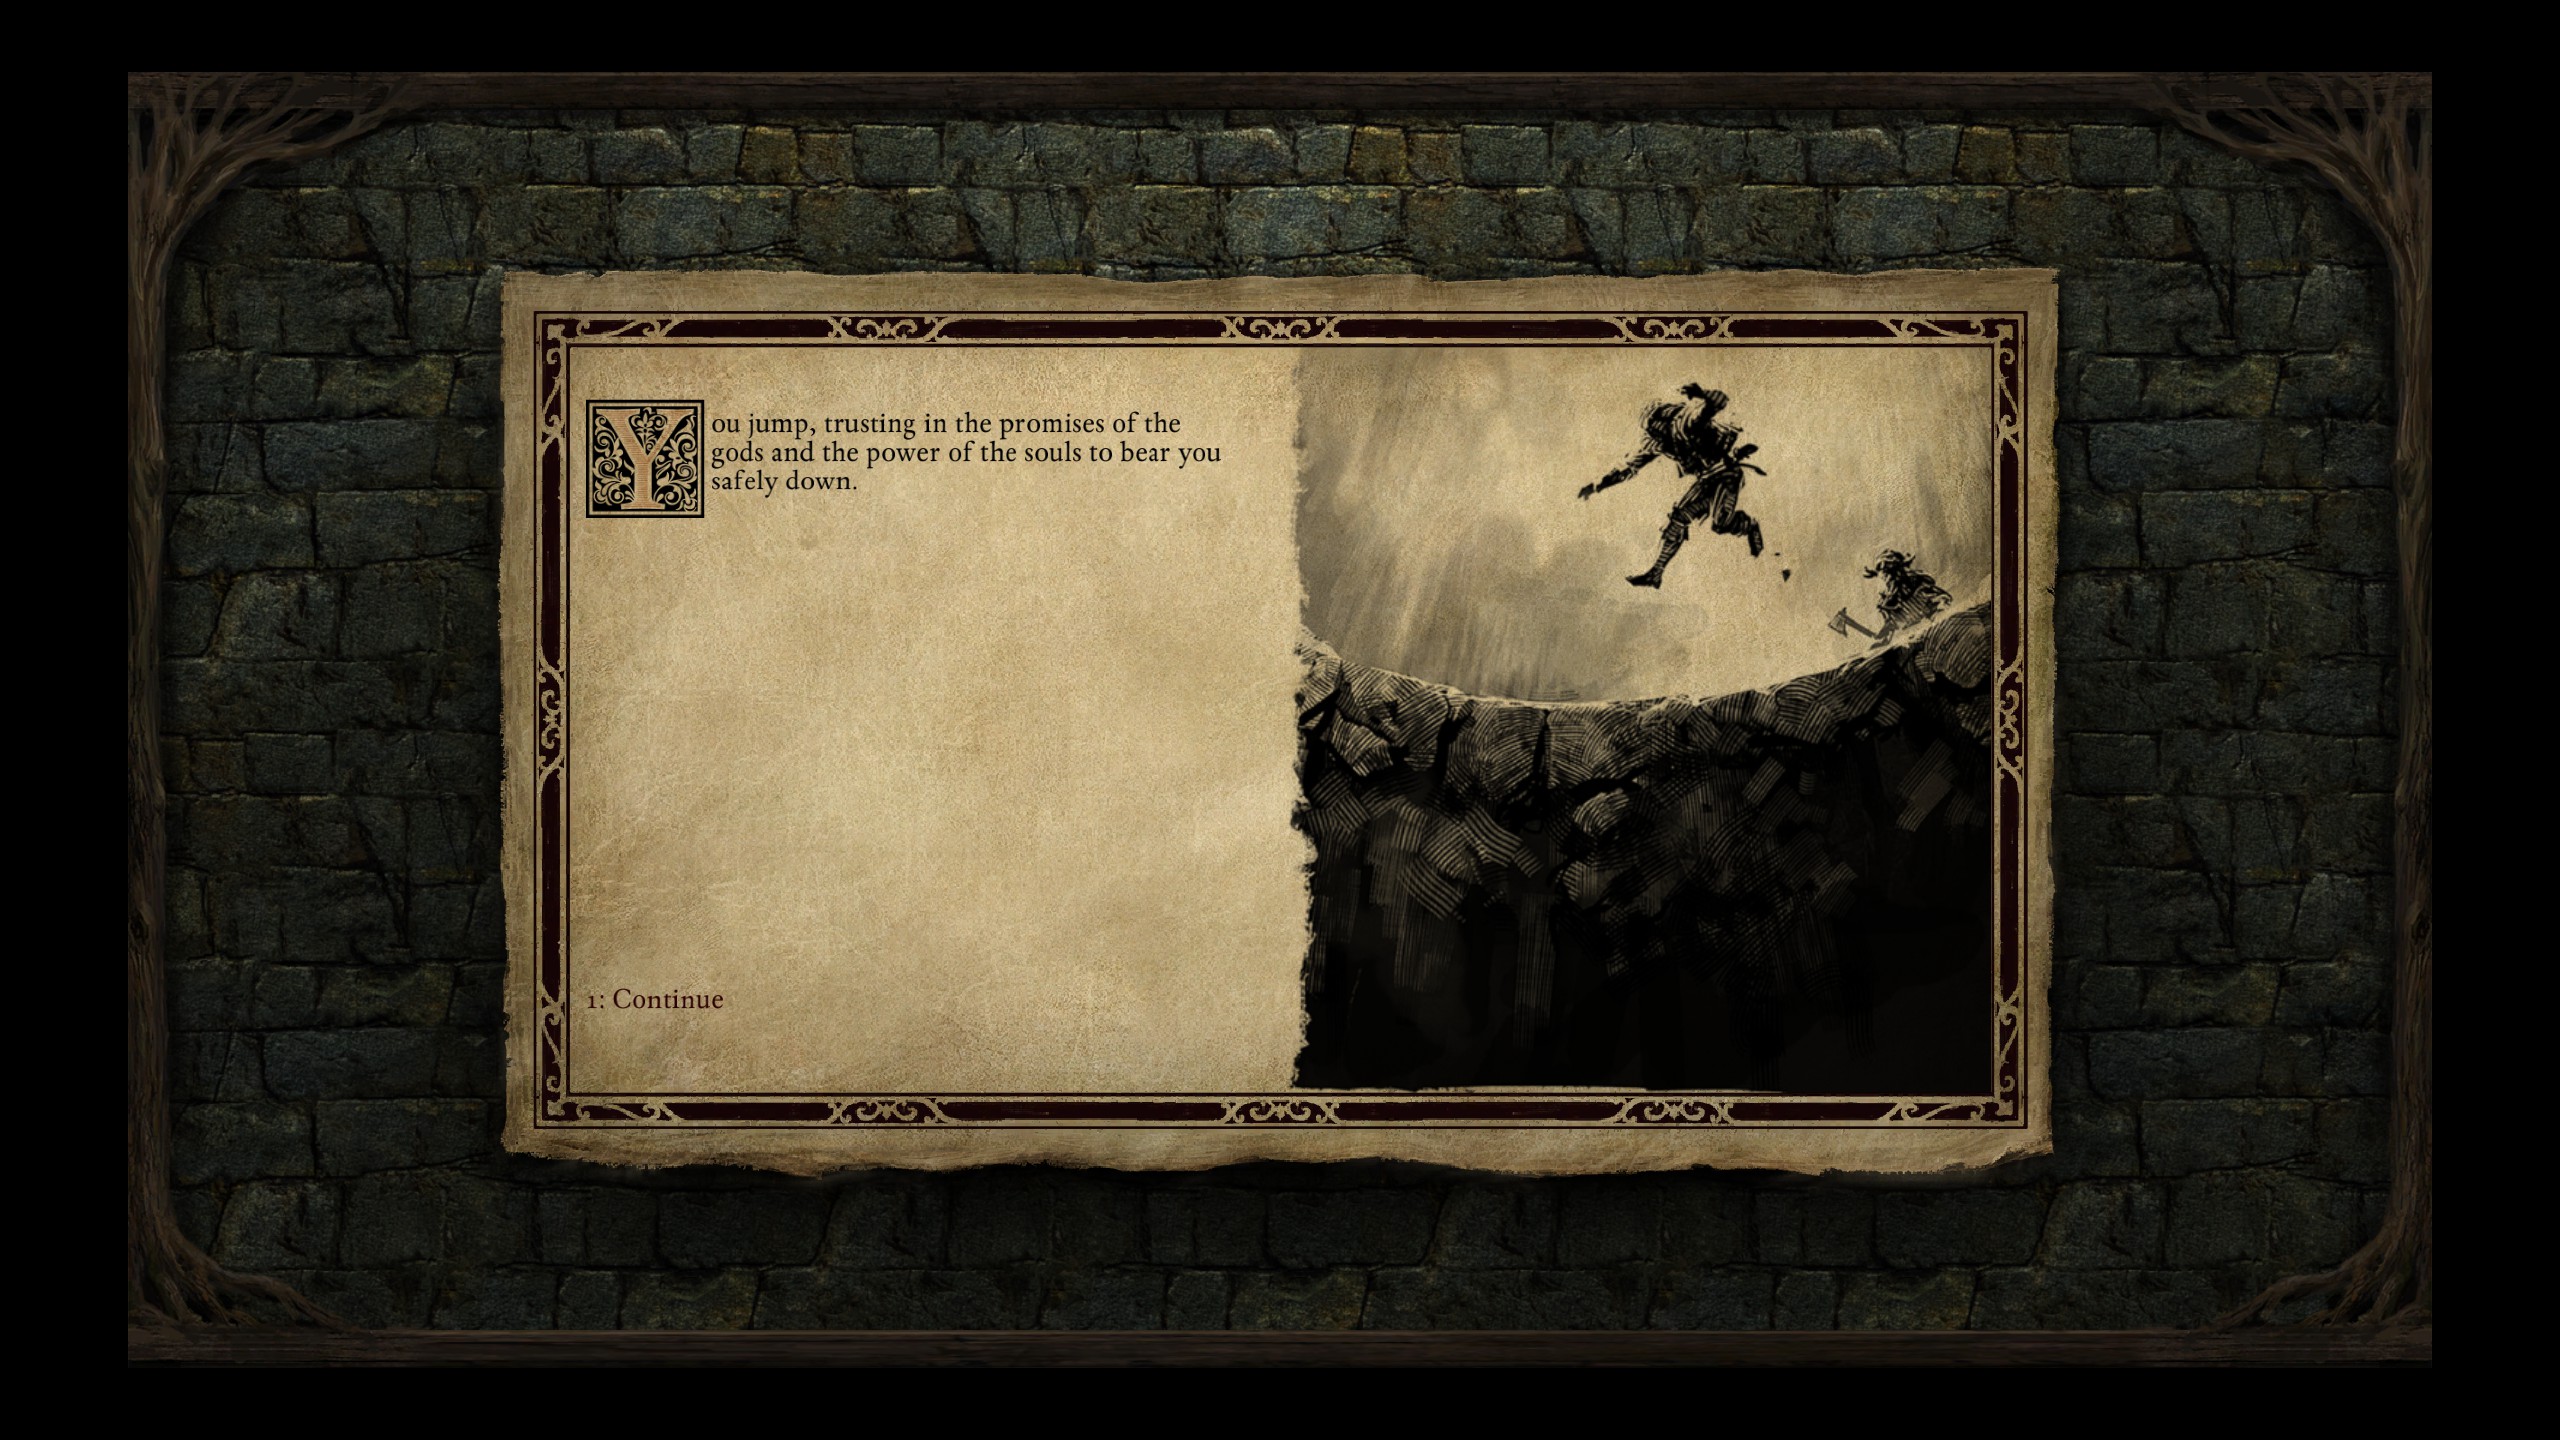 You jump, trusting in the promises of the
gods and the power of the souls to bear you
safely down.
1: Continue